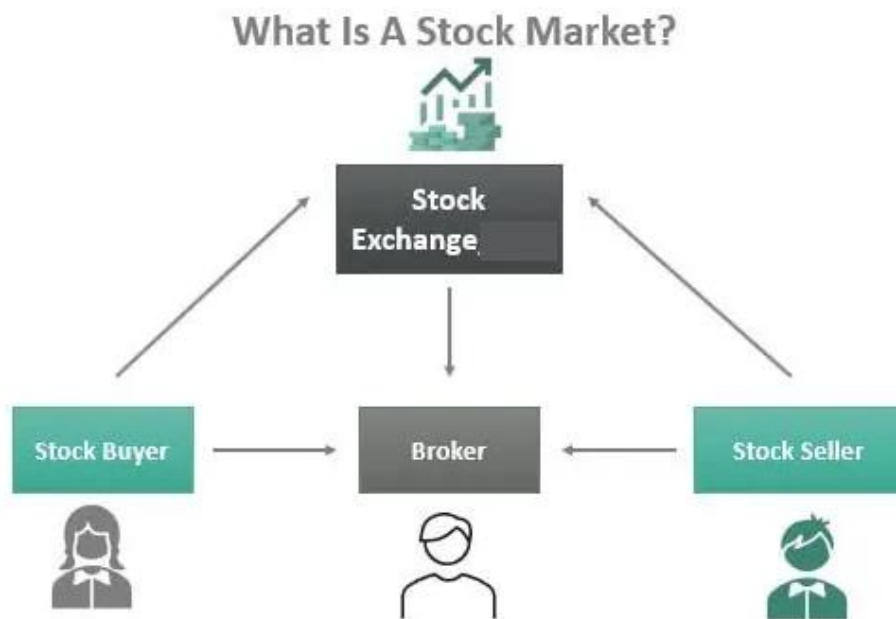 What Is A Stock Market?
Stock
Exchange,
Stock Buyer
Broker
Stock Seller